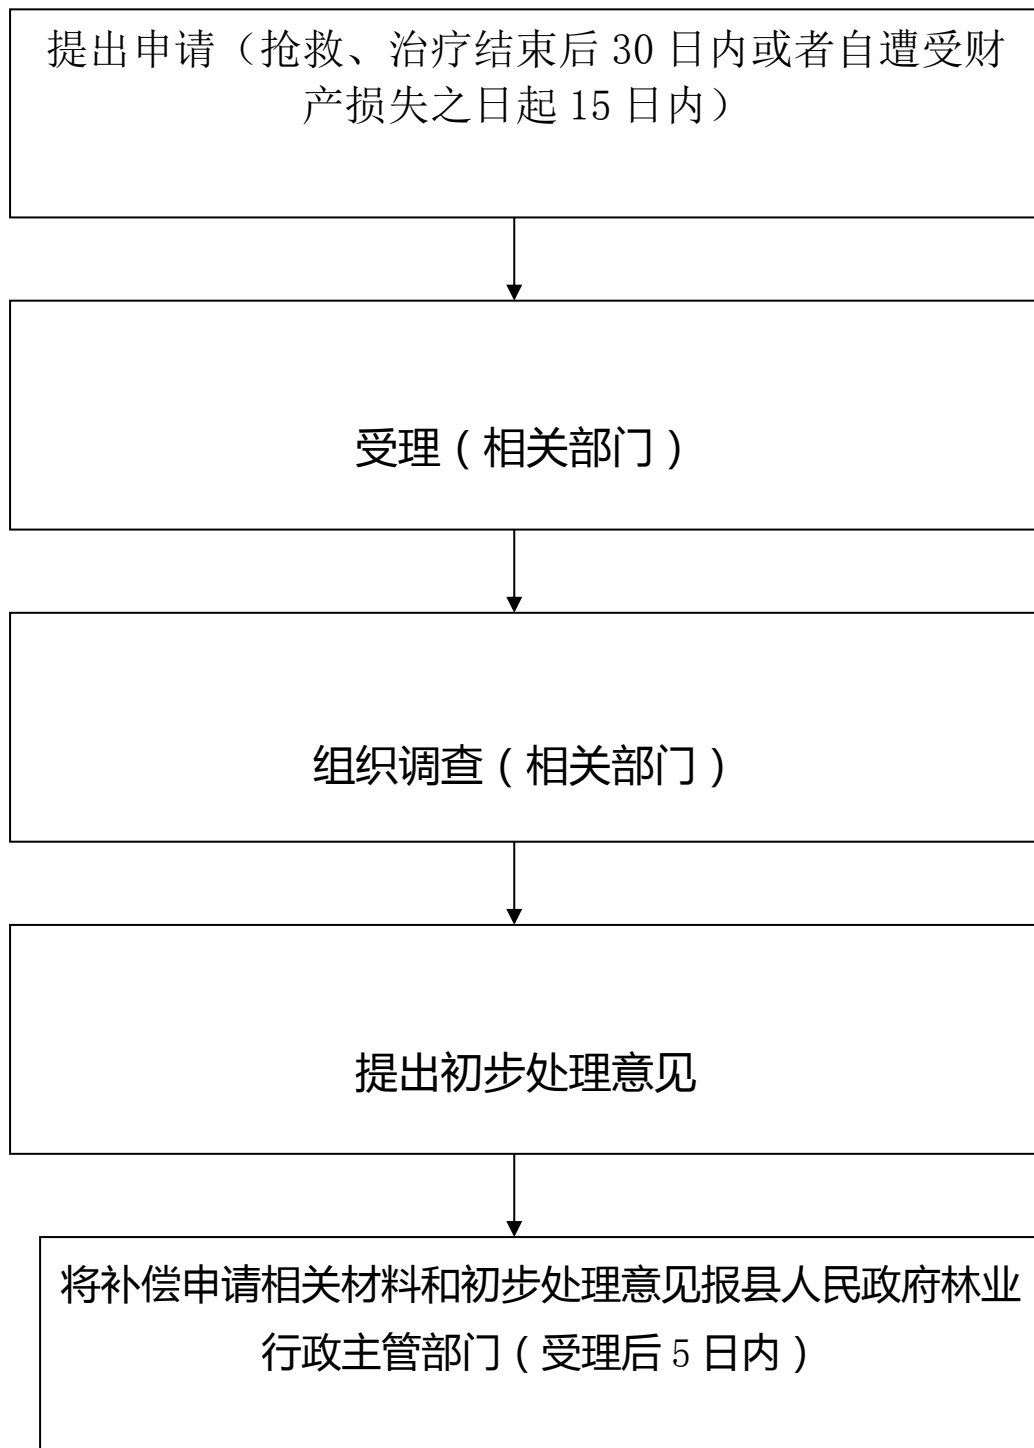 提出申请（抢救、治疗结束后 30 日内或者自遭受财
产损失之日起 15 日内）
受理（相关部门）
组织调查（相关部门）
提出初步处理意见
将补偿申请相关材料和初步处理意见报县人民政府林业
行政主管部门（受理后 5 日内）